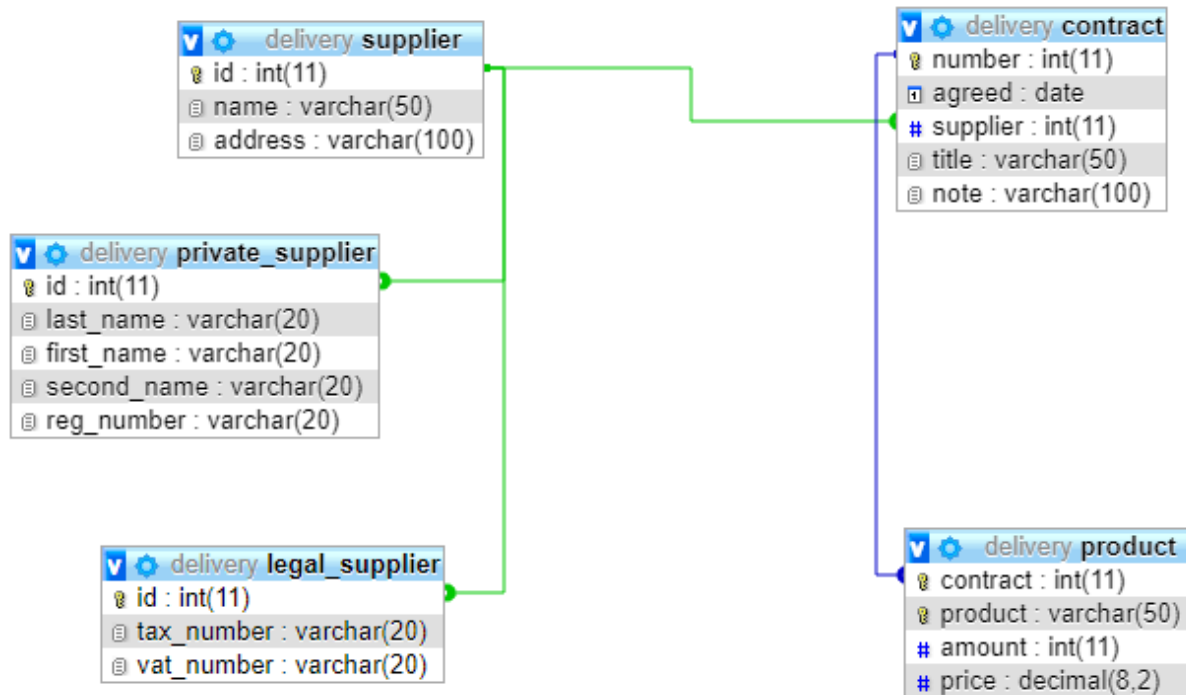 delivery supplier
id : int(11)
name : varchar(50)
address : varchar(100)
delivery contract
number : int(11)
agreed : date
supplier : int(11)
title : varchar(50)
note : varchar(100)
delivery private_supplier
id : int(11)
last_name : varchar(20)
first_name : varchar(20)
second_name : varchar(20)
reg_number : varchar(20)
delivery legal_supplier
id : int(11)
tax_number : varchar(20)
vat_number : varchar(20)
delivery product
contract : int(11)
product : varchar(50)
# amount : int(11)
# price : decimal(8,2)